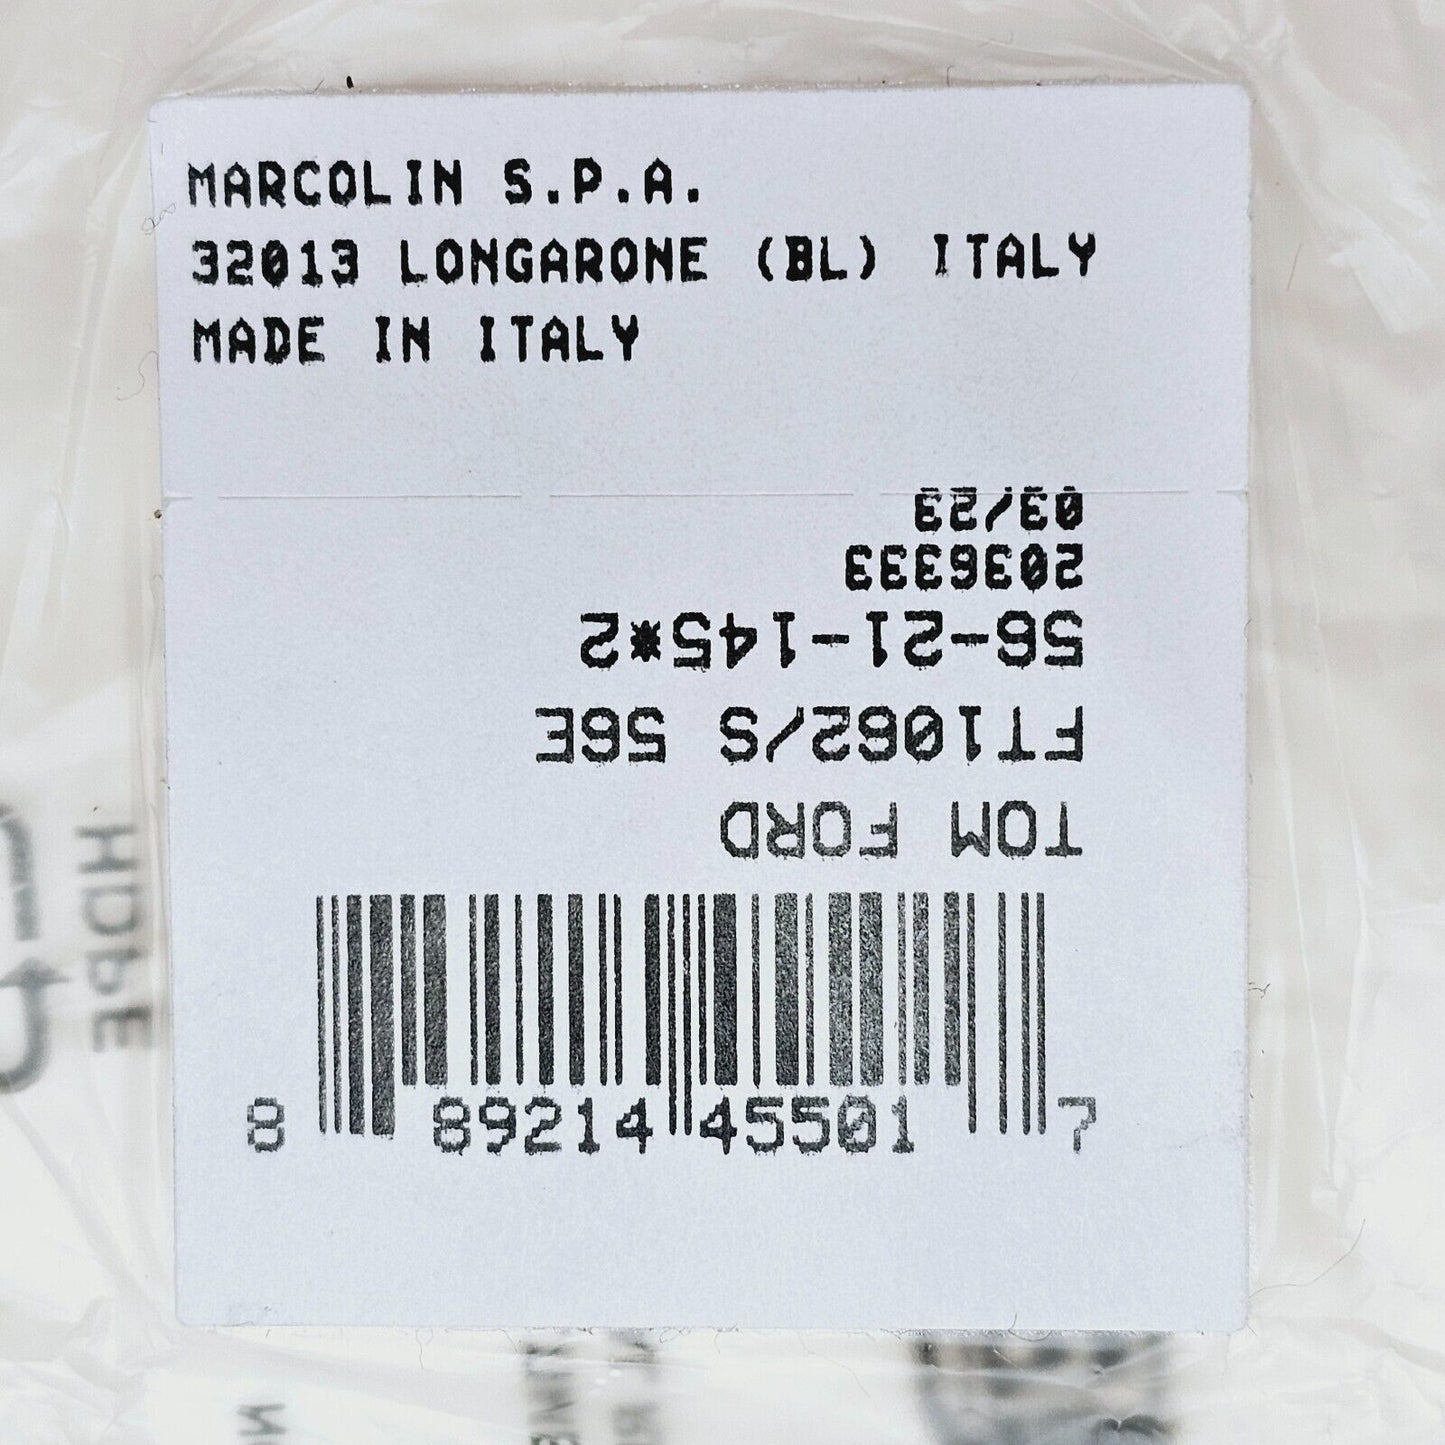 MARCOLIN S.P.A.
32013 LONGARONE (BL) ITALY
MADE IN ITALY
TOM FORD
FT1062/S 56E
56-21-145*2
2036333
03/23
8 89214 45501 7
HDPE